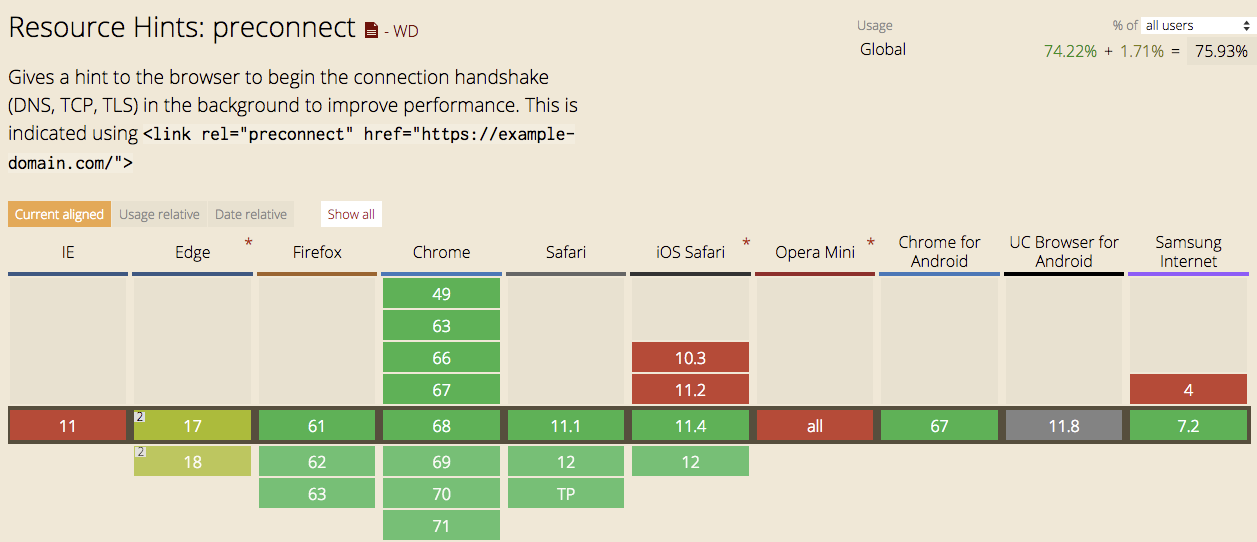 Resource Hints: preconnect - WD
Usage % of all users
Global 74.22% + 1.71% = 75.93%
Gives a hint to the browser to begin the connection handshake
(DNS, TCP, TLS) in the background to improve performance. This is
indicated using <link rel="preconnect" href="https://example-
domain.com/">
Current aligned Usage relative Date relative Show all
IE Edge * Firefox Chrome Safari iOS Safari * Opera Mini * Chrome for Android UC Browser for Android Samsung Internet
49
63
66 10.3
67 11.2 4
11 2 17 61 68 11.1 11.4 all 67 11.8 7.2
2 18 62 69 12 12
63 70 TP
71